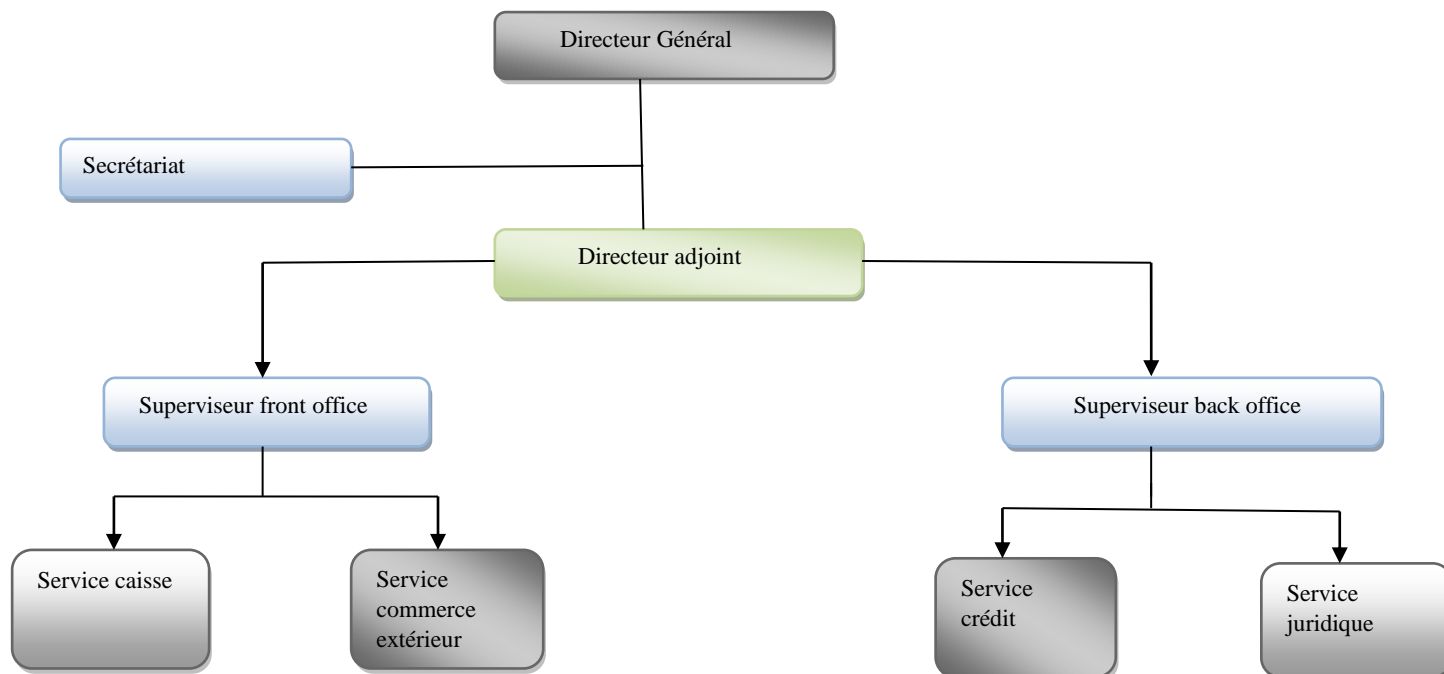 Directeur Général
Secrétariat
Directeur adjoint
Superviseur front office
Superviseur back office
Service caisse
Service
commerce
extérieur
Service
crédit
Service
juridique